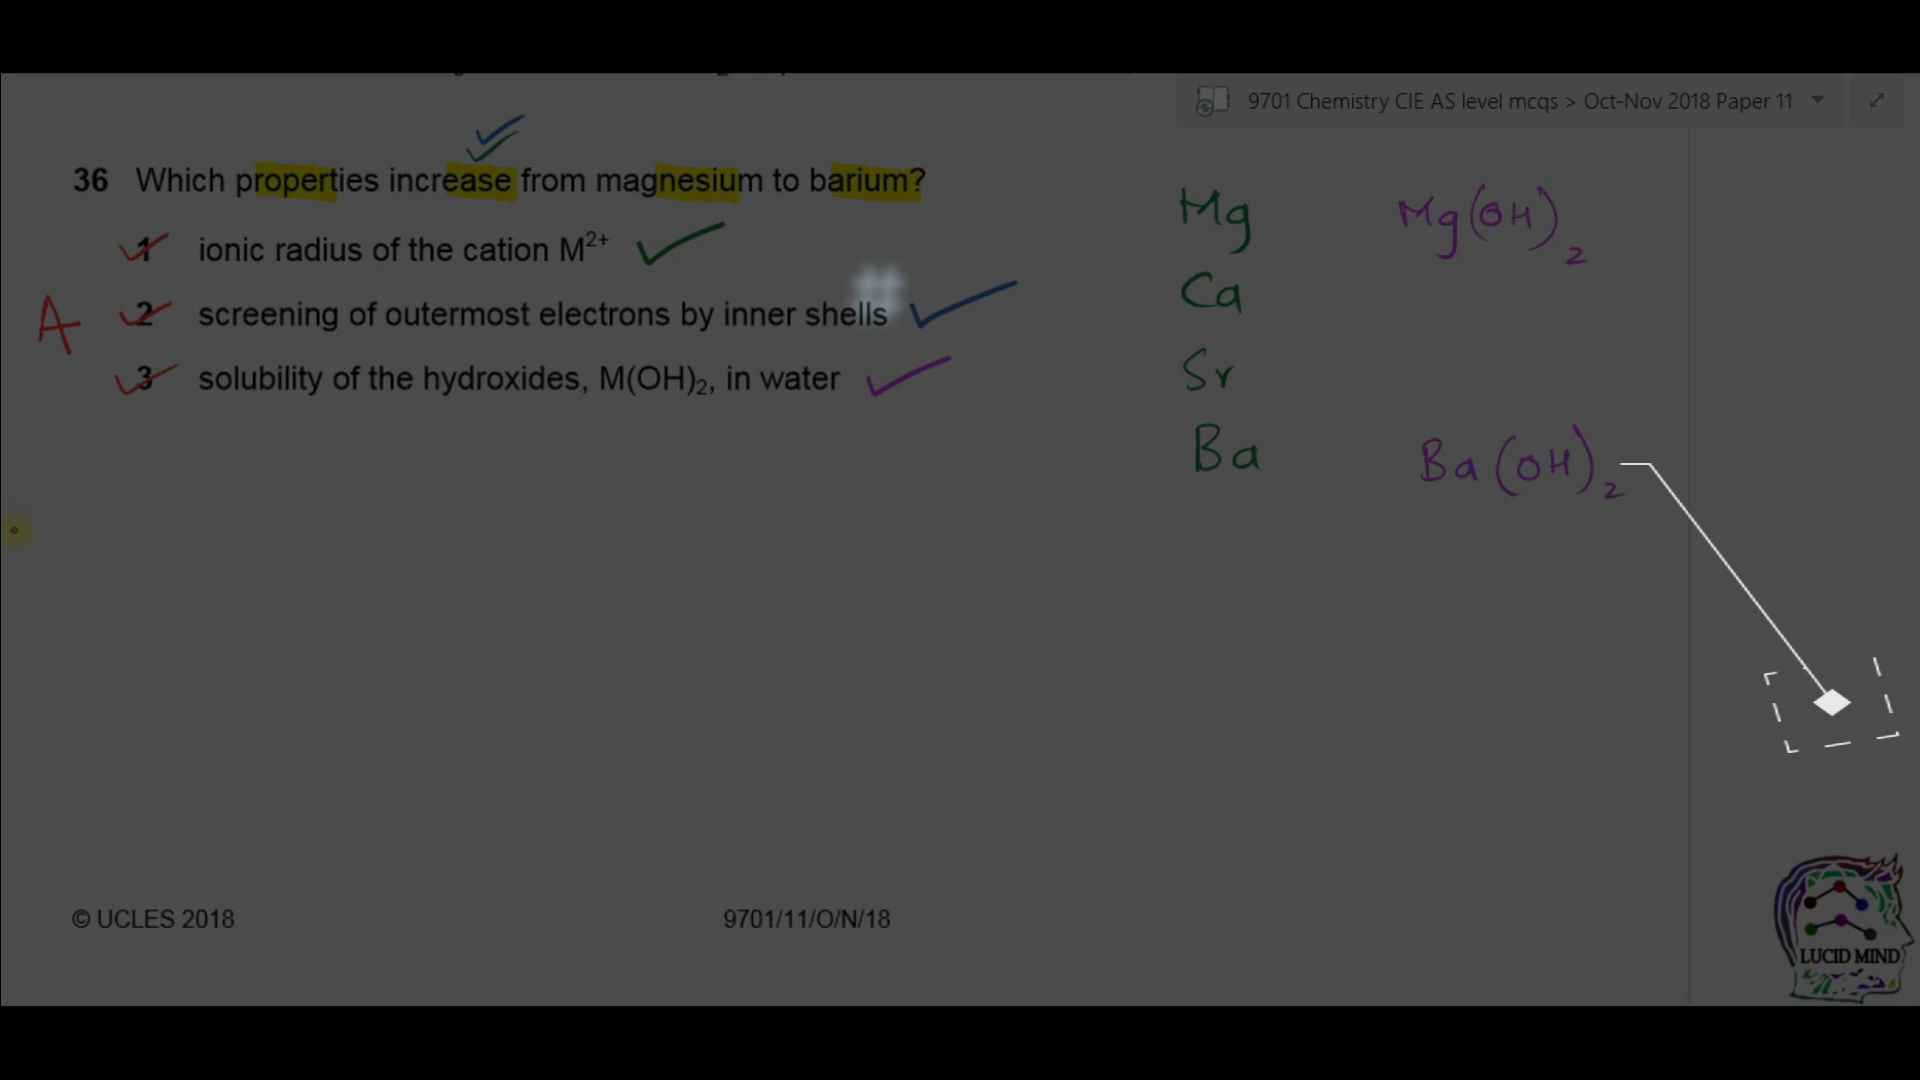 9701 Chemistry CIE AS level mcqs > Oct-Nov 2018 Paper 11
36 Which properties increase from magnesium to barium?
1 ionic radius of the cation M²⁺
A 2 screening of outermost electrons by inner shells
3 solubility of the hydroxides, M(OH)₂, in water
Mg Mg(OH)₂
Ca
Sr
Ba Ba(OH)₂
© UCLES 2018 9701/11/O/N/18
LUCID MIND